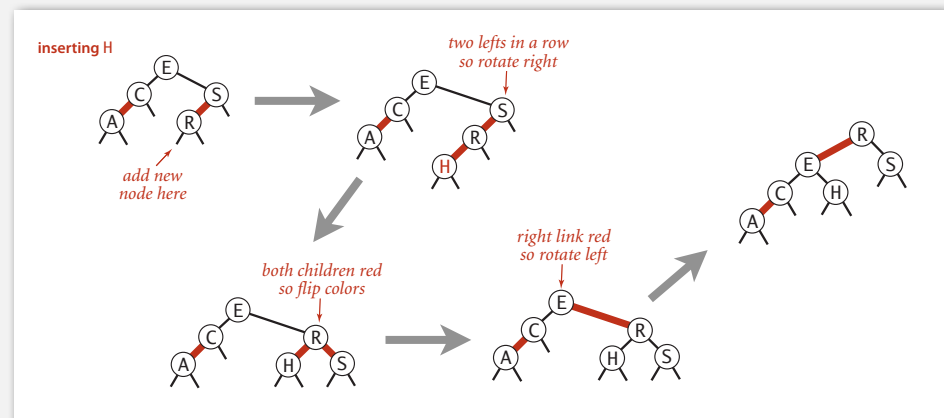 inserting H
E
C
S
A
R
add new
node here
two lefts in a row
so rotate right
E
C
S
A
R
H
both children red
so flip colors
E
C
R
A
H
S
right link red
so rotate left
E
C
R
A
H
S
R
E
S
C
H
A